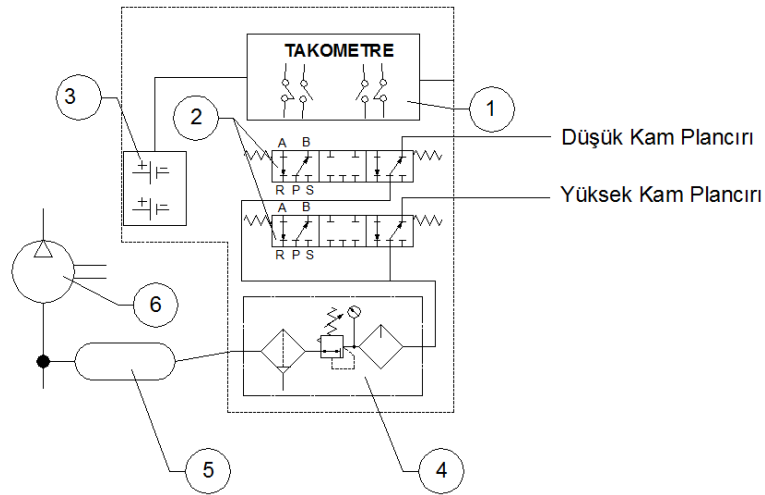 TAKOMETRE
3
2
1
A B
Düşük Kam Plancırı
R P S
A B
Yüksek Kam Plancırı
R P S
6
5
4